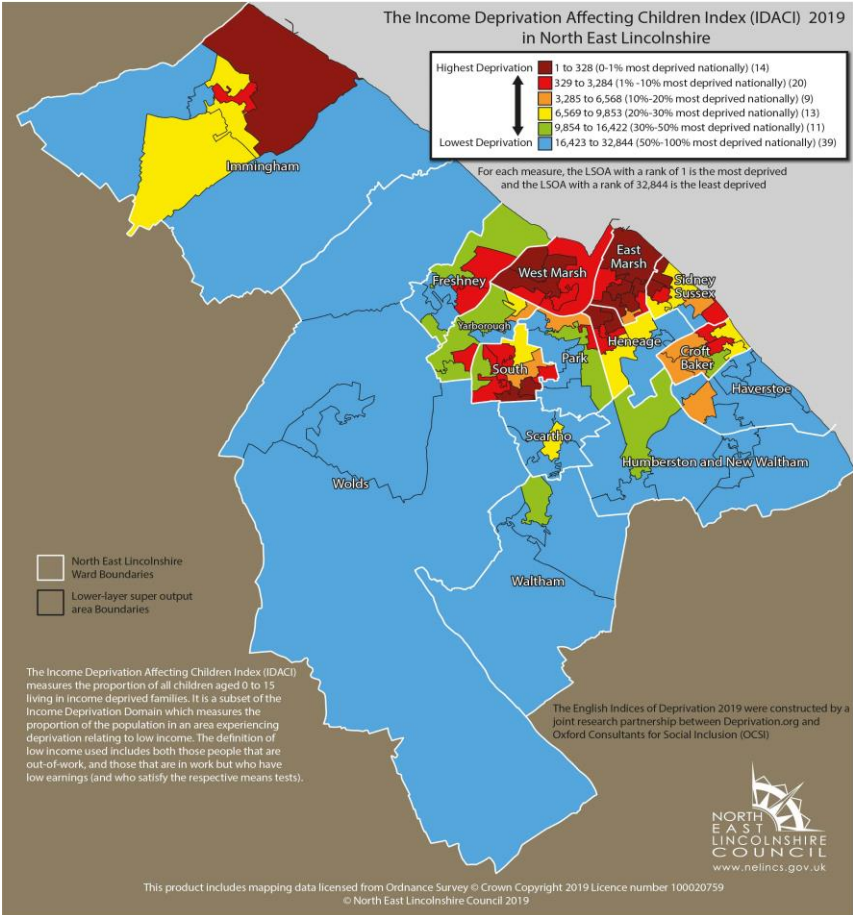 The Income Deprivation Affecting Children Index (IDACI) 2019
in North East Lincolnshire
Highest Deprivation
Lowest Deprivation
1 to 328 (0-1% most deprived nationally) (14)
329 to 3,284 (1% -10% most deprived nationally) (20)
3,285 to 6,568 (10%-20% most deprived nationally) (9)
6,569 to 9,853 (20%-30% most deprived nationally) (13)
9,854 to 16,422 (30%-50% most deprived nationally) (11)
16,423 to 32,844 (50%-100% most deprived nationally) (39)
For each measure, the LSOA with a rank of 1 is the most deprived
and the LSOA with a rank of 32,844 is the least deprived
Immingham
Freshney
West Marsh
East
Marsh
Sidney
Sussex
Yarborough
Heneage
South
Park
Croft
Baker
Haverstoe
Scartho
Humberston and New Waltham
Wolds
Waltham
North East Lincolnshire
Ward Boundaries
Lower-layer super output
area Boundaries
The Income Deprivation Affecting Children Index (IDACI)
measures the proportion of all children aged 0 to 15
living in income deprived families. It is a subset of the
Income Deprivation Domain which measures the
proportion of the population in an area experiencing
deprivation relating to low income. The definition of
low income used includes both those people that are
out-of-work, and those that are in work but who have
low earnings (and who satisfy the respective means tests).
The English Indices of Deprivation 2019 were constructed by a
joint research partnership between Deprivation.org and
Oxford Consultants for Social Inclusion (OCSI)
NORTH
EAST
LINCOLNSHIRE
COUNCIL
www.nelincs.gov.uk
This product includes mapping data licensed from Ordnance Survey © Crown Copyright 2019 Licence number 100020759
© North East Lincolnshire Council 2019